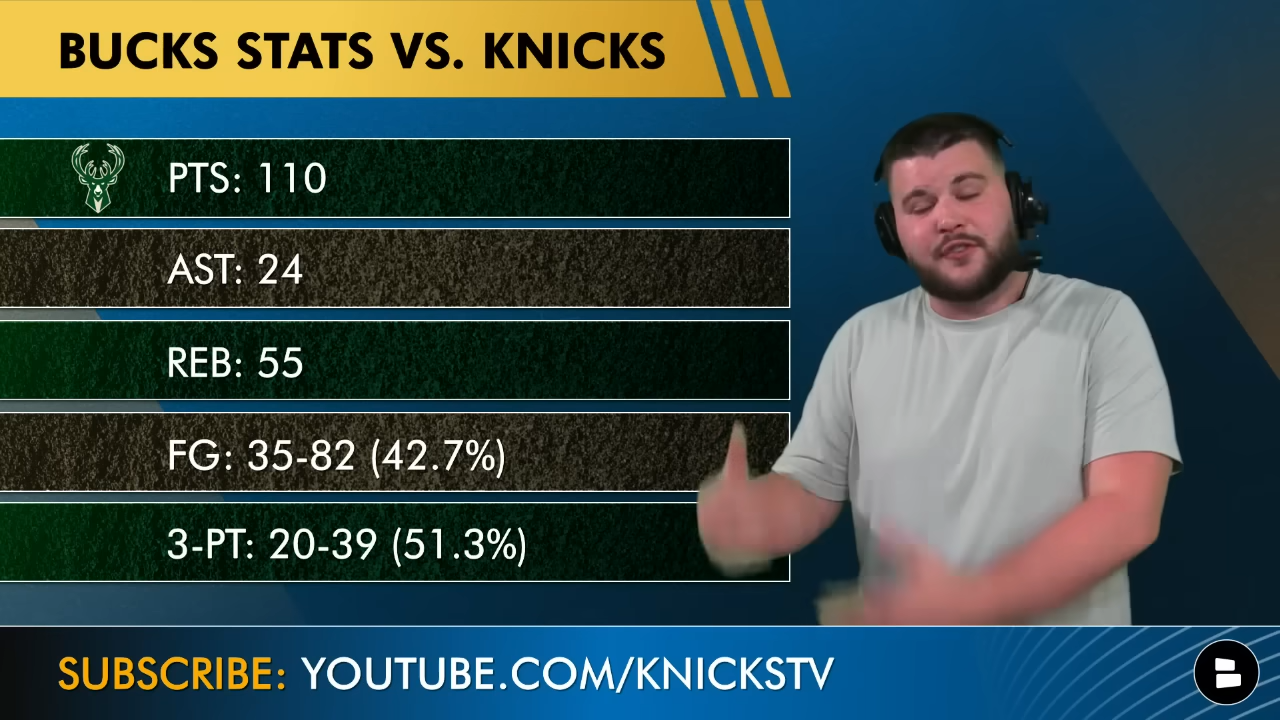 BUCKS STATS VS. KNICKS
PTS: 110
AST: 24
REB: 55
FG: 35-82 (42.7%)
3-PT: 20-39 (51.3%)
SUBSCRIBE: YOUTUBE.COM/KNICKSTV